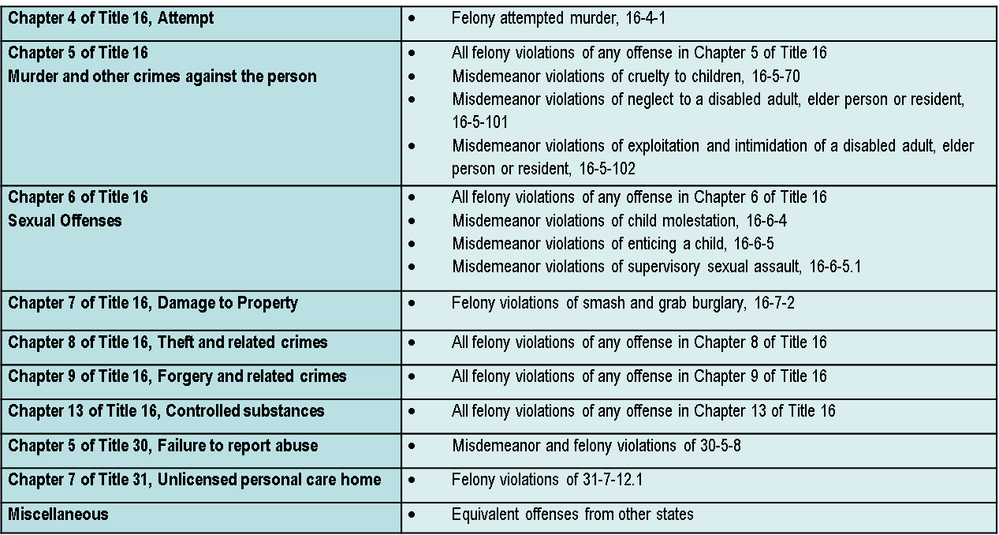 Chapter 4 of Title 16, Attempt
• Felony attempted murder, 16-4-1
Chapter 5 of Title 16
Murder and other crimes against the person
• All felony violations of any offense in Chapter 5 of Title 16
• Misdemeanor violations of cruelty to children, 16-5-70
• Misdemeanor violations of neglect to a disabled adult, elder person or resident,
16-5-101
• Misdemeanor violations of exploitation and intimidation of a disabled adult, elder
person or resident, 16-5-102
Chapter 6 of Title 16
Sexual Offenses
• All felony violations of any offense in Chapter 6 of Title 16
• Misdemeanor violations of child molestation, 16-6-4
• Misdemeanor violations of enticing a child, 16-6-5
• Misdemeanor violations of supervisory sexual assault, 16-6-5.1
Chapter 7 of Title 16, Damage to Property
• Felony violations of smash and grab burglary, 16-7-2
Chapter 8 of Title 16, Theft and related crimes
• All felony violations of any offense in Chapter 8 of Title 16
Chapter 9 of Title 16, Forgery and related crimes
• All felony violations of any offense in Chapter 9 of Title 16
Chapter 13 of Title 16, Controlled substances
• All felony violations of any offense in Chapter 13 of Title 16
Chapter 5 of Title 30, Failure to report abuse
• Misdemeanor and felony violations of 30-5-8
Chapter 7 of Title 31, Unlicensed personal care home
• Felony violations of 31-7-12.1
Miscellaneous
• Equivalent offenses from other states